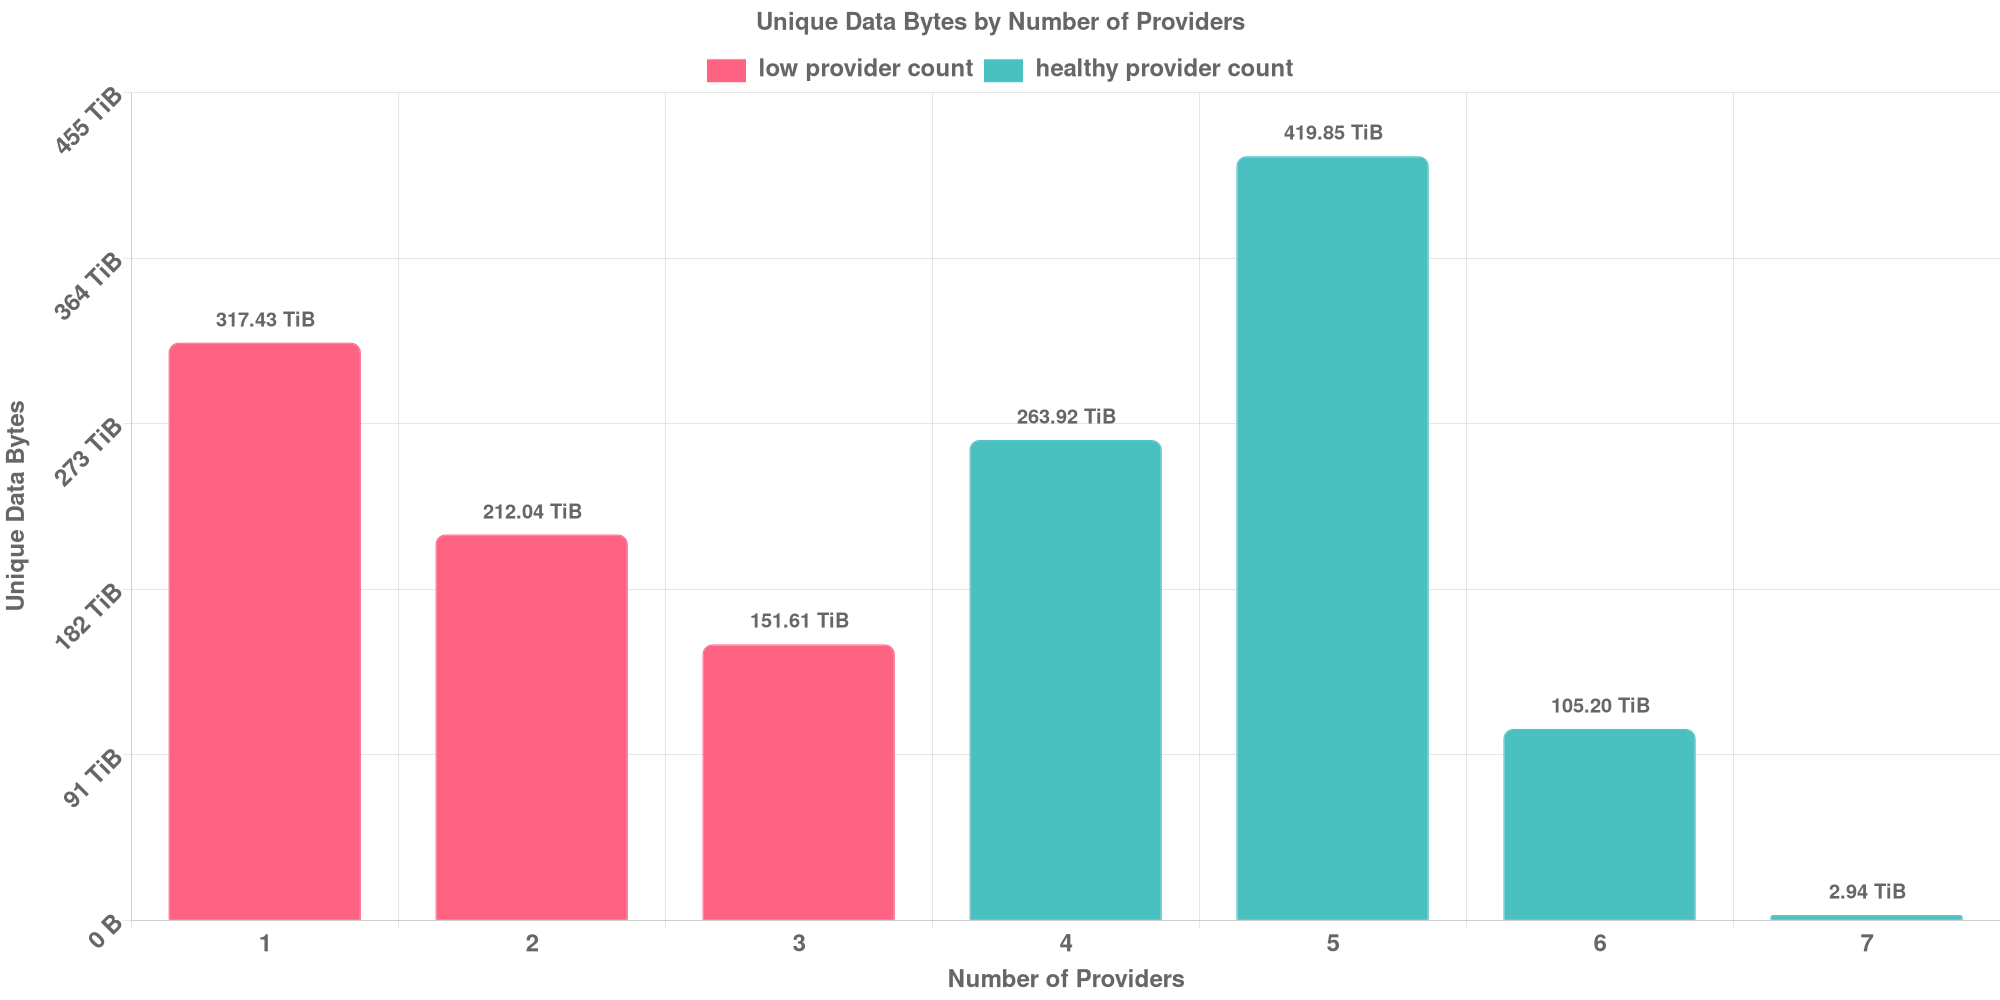 Unique Data Bytes by Number of Providers
low provider count healthy provider count
455 TiB
364 TiB
273 TiB
182 TiB
91 TiB
0 B
Unique Data Bytes
317.43 TiB
212.04 TiB
151.61 TiB
263.92 TiB
419.85 TiB
105.20 TiB
2.94 TiB
1 2 3 4 5 6 7
Number of Providers